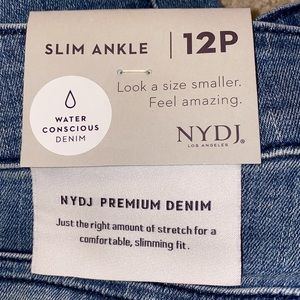 SLIM ANKLE 12P
Look a size smaller.
Feel amazing.
WATER
CONSCIOUS
DENIM
NYDJ®
LOS ANGELES
NYDJ PREMIUM DENIM
Just the right amount of stretch for a
comfortable, slimming fit.